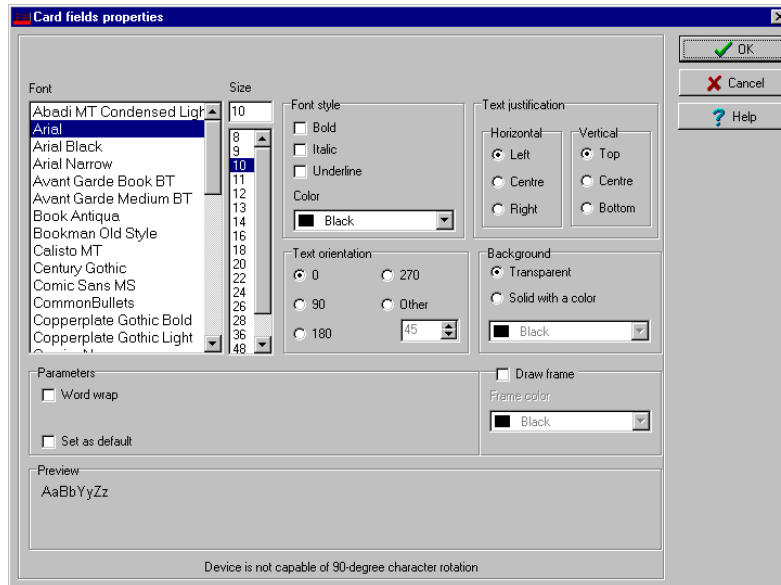 Card fields properties
OK
Cancel
Help
Font
Abadi MT Condensed Ligh
Arial
Arial Black
Arial Narrow
Avant Garde Book BT
Avant Garde Medium BT
Book Antiqua
Bookman Old Style
Calisto MT
Century Gothic
Comic Sans MS
CommonBullets
Copperplate Gothic Bold
Copperplate Gothic Light
Size
10
8
9
10
11
12
13
14
16
18
20
22
24
26
28
36
48
Font style
Bold
Italic
Underline
Color
Black
Text justification
Horizontal
Left
Centre
Right
Vertical
Top
Centre
Bottom
Text orientation
0
90
180
270
Other
45
Background
Transparent
Solid with a color
Black
Parameters
Word wrap
Set as default
Draw frame
Frame color
Black
Preview
AaBbYyZz
Device is not capable of 90-degree character rotation